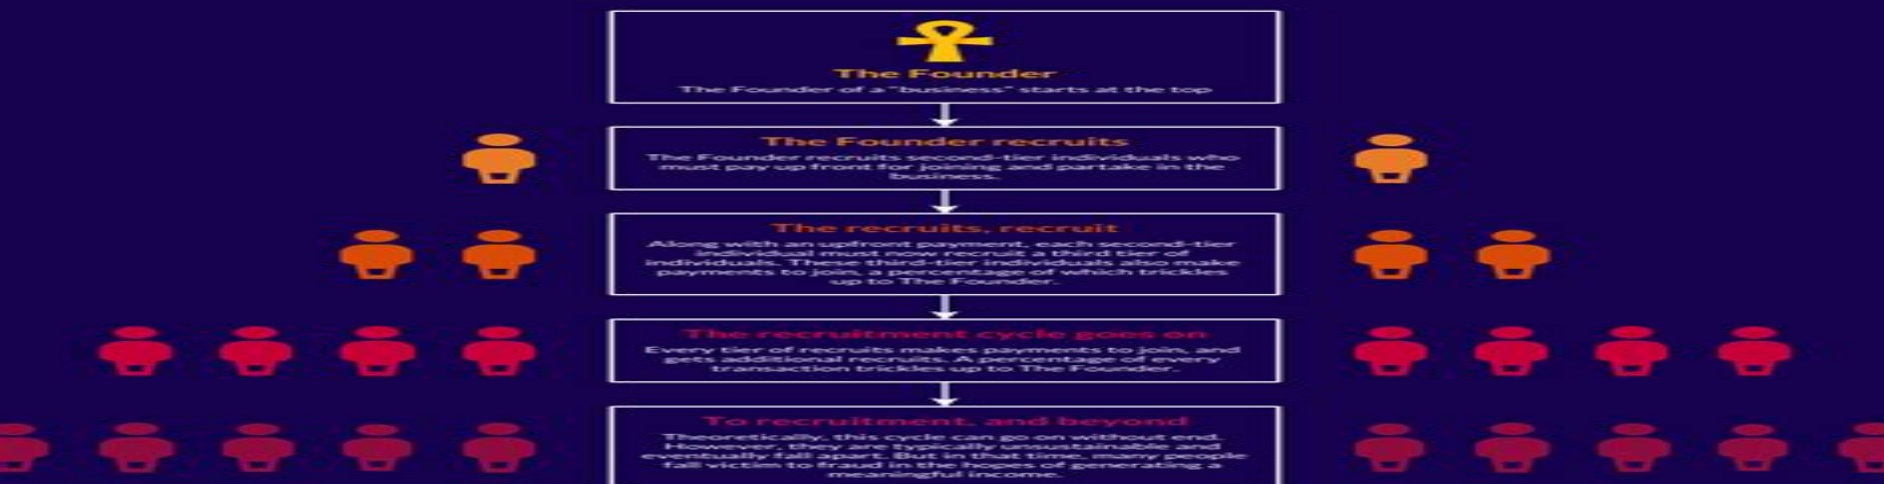 The Founder
The Founder of a "business" starts at the top
The Founder recruits
The Founder recruits second-tier individuals who
must pay up front for joining and partake in the
business.
The recruits, recruit
Along with an upfront payment, each second-tier
individual must now recruit a third tier of
individuals. These third-tier individuals also make
payments to join, a percentage of which trickles
up to The Founder.
The recruitment cycle goes on
Every tier of recruits makes payments to join, and
gets additional recruits. A percentage of every
transaction trickles up to The Founder.
To recruitment, and beyond
Theoretically, this cycle can go on without end.
However, they are typically unsustainable and
eventually fall apart. But in that time, many people
fall victim to fraud in the hopes of generating a
meaningful income.